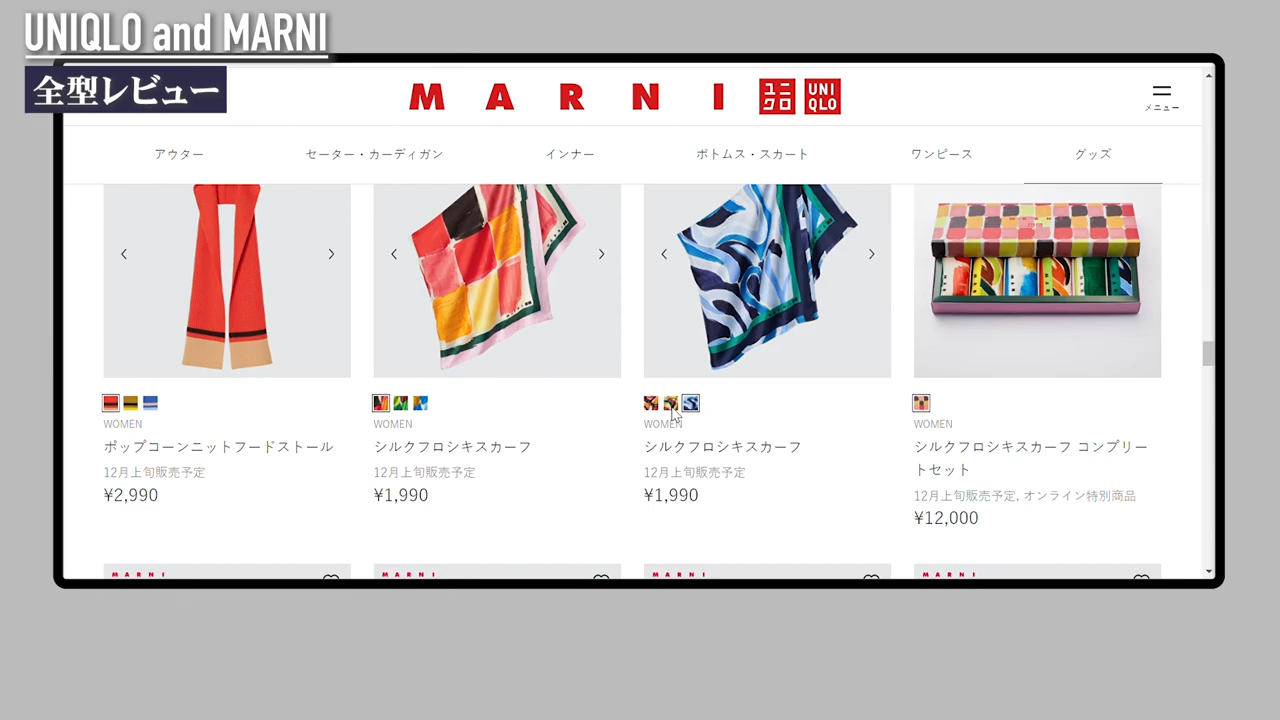 UNIQLO and MARNI
全型レビュー
MARNI ユニクロ UNIQLO
メニュー
アウター セーター・カーディガン インナー ボトムス・スカート ワンピース グッズ
WOMEN
ポップコーンニットフードストール
12月上旬販売予定
¥2,990
WOMEN
シルクフロシキスカーフ
12月上旬販売予定
¥1,990
WOMEN
シルクフロシキスカーフ
12月上旬販売予定
¥1,990
WOMEN
シルクフロシキスカーフ コンプリー
トセット
12月上旬販売予定, オンライン特別商品
¥12,000
MARNI MARNI MARNI MARNI